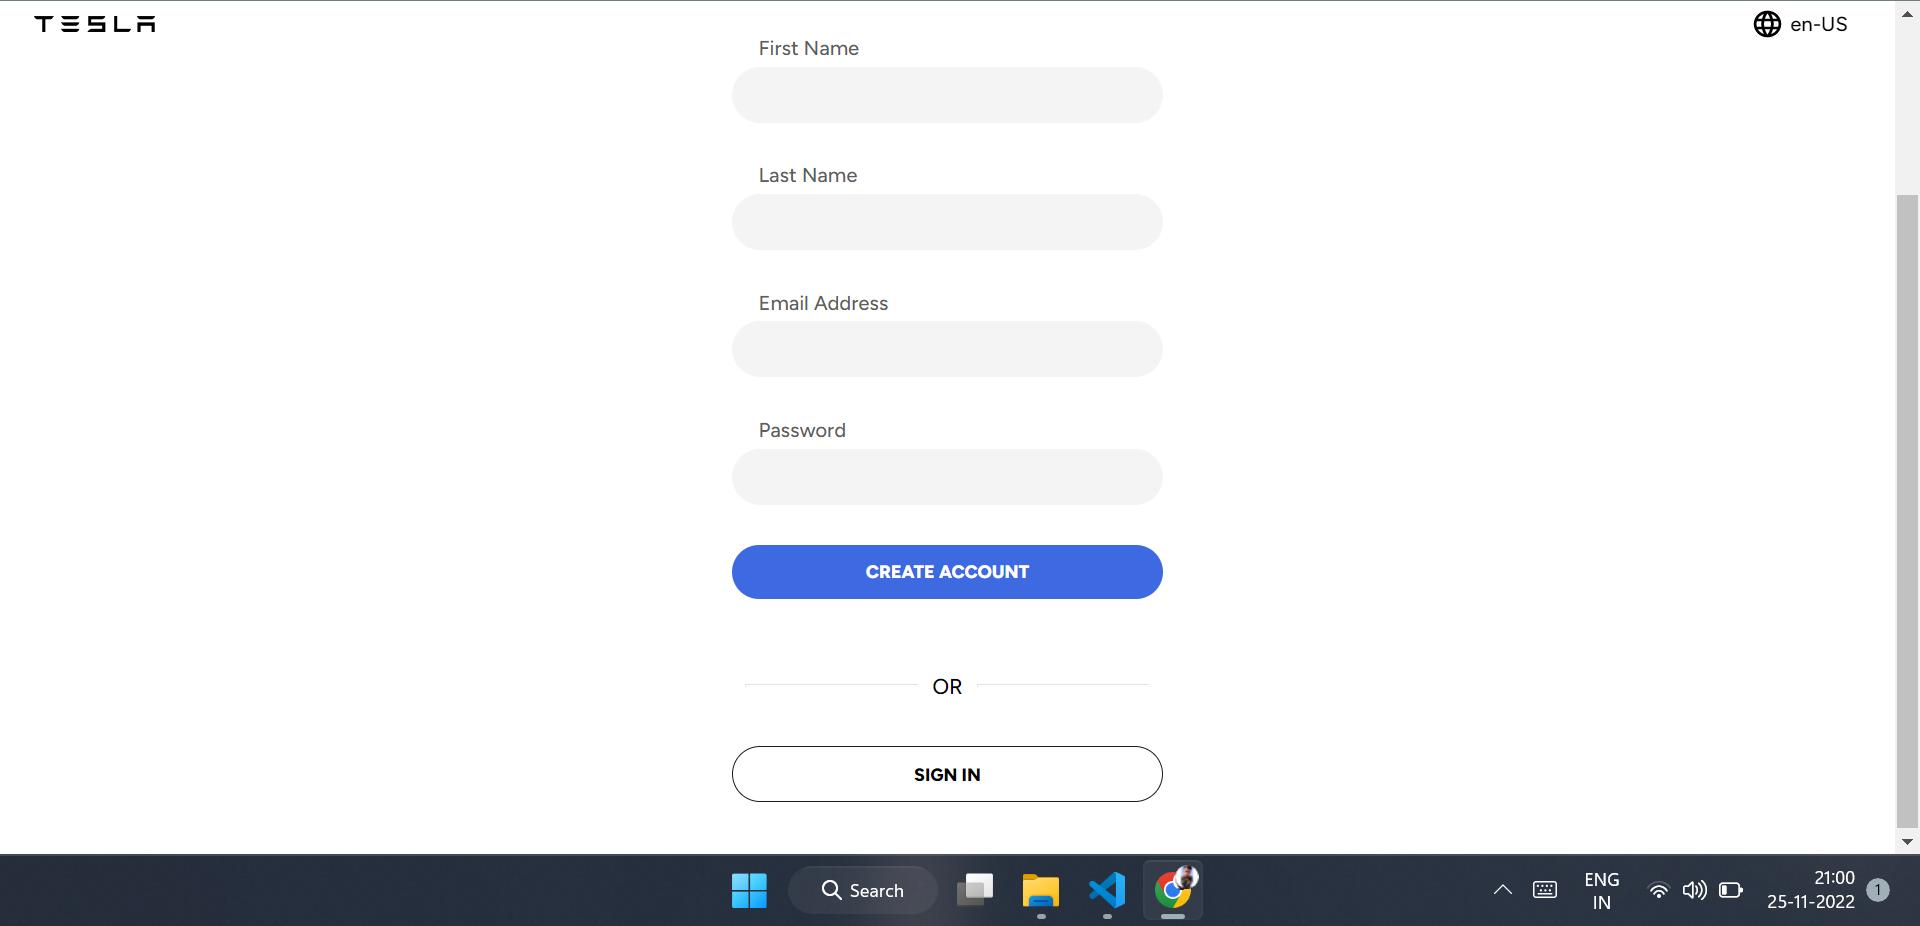 TESLA
en-US
First Name
Last Name
Email Address
Password
CREATE ACCOUNT
OR
SIGN IN
Search
ENG
IN
21:00
25-11-2022
1